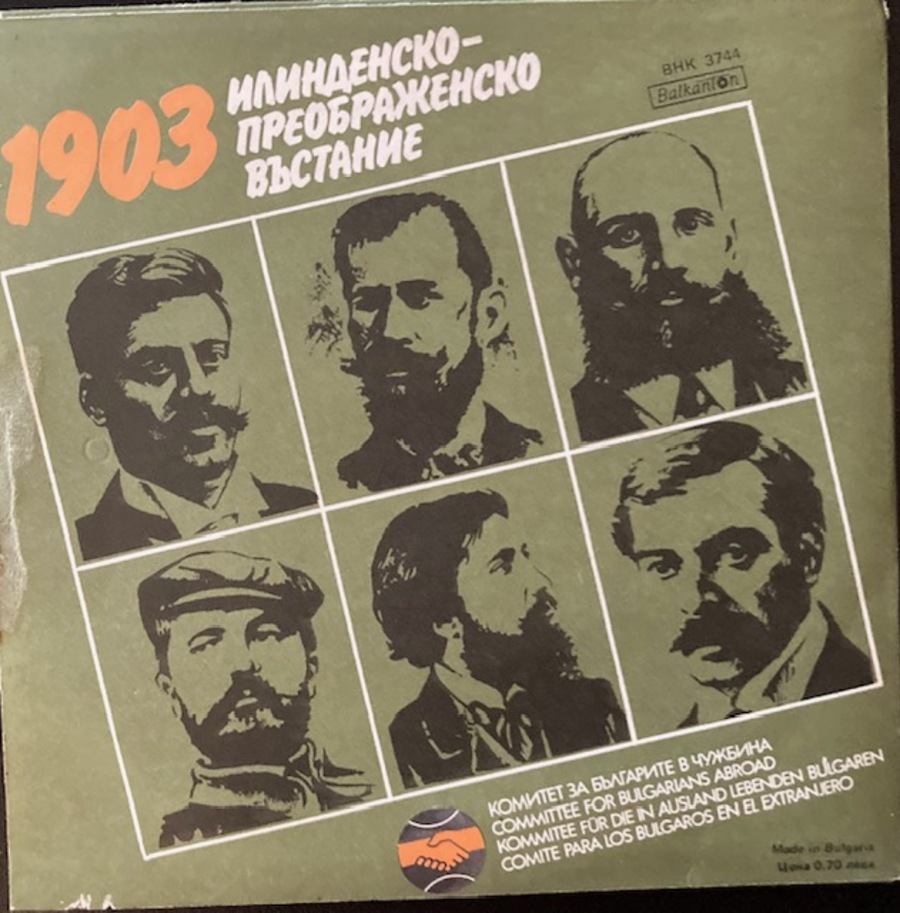 1903
ИЛИНДЕНСКО-
ПРЕОБРАЖЕНСКО
ВЪСТАНИЕ
ВНК 3744
Balkanton
КОМИТЕТ ЗА БЪЛГАРИТЕ В ЧУЖБИНА
COMMITTEE FOR BULGARIANS ABROAD
KOMMITEE FÜR DIE IN AUSLAND LEBENDEN BULGAREN
COMITE PARA LOS BULGAROS EN EL EXTRANJERO
Made in Bulgaria
Цена 0.70 лева